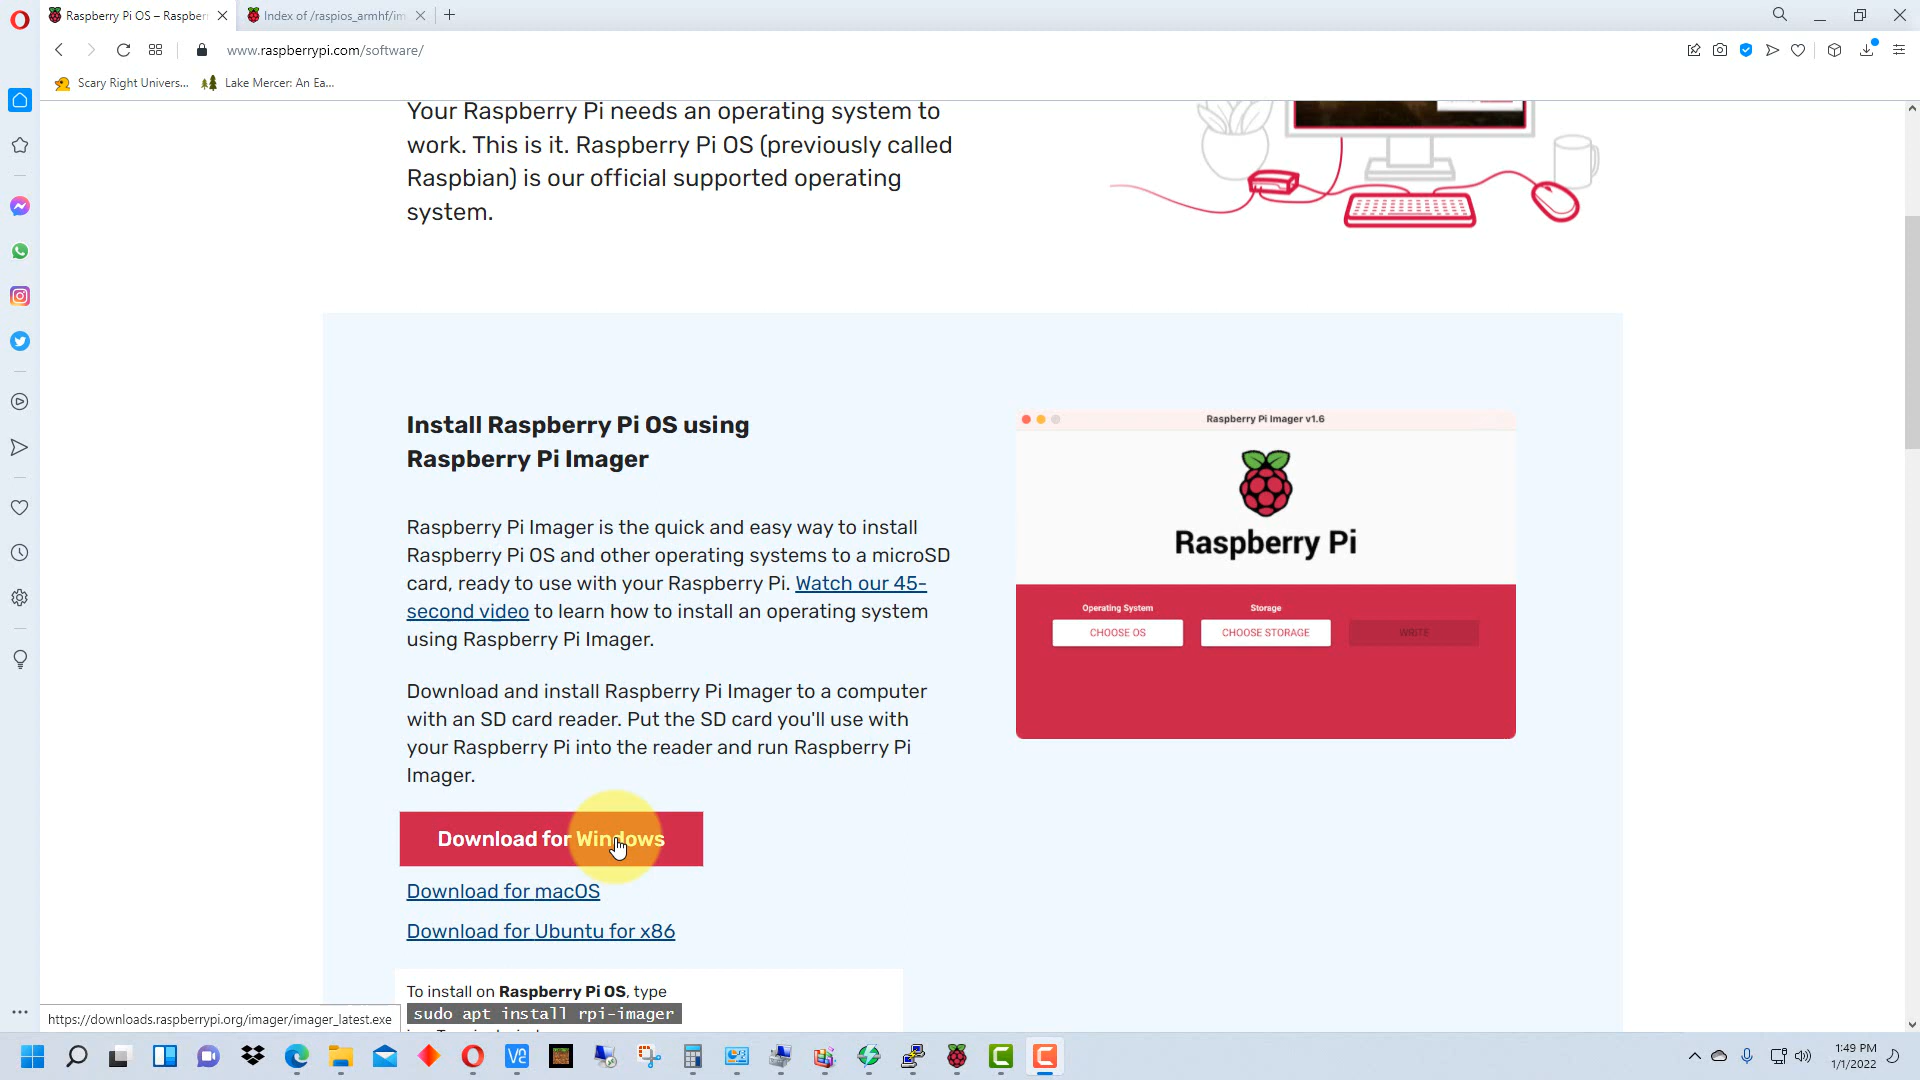 Raspberry Pi OS – Raspber
Index of /raspios_armhf/im
www.raspberrypi.com/software/
Scary Right Univers...
Lake Mercer: An Ea...
Your Raspberry Pi needs an operating system to
work. This is it. Raspberry Pi OS (previously called
Raspbian) is our official supported operating
system.
Install Raspberry Pi OS using
Raspberry Pi Imager
Raspberry Pi Imager is the quick and easy way to install
Raspberry Pi OS and other operating systems to a microSD
card, ready to use with your Raspberry Pi. Watch our 45-
second video to learn how to install an operating system
using Raspberry Pi Imager.
Download and install Raspberry Pi Imager to a computer
with an SD card reader. Put the SD card you'll use with
your Raspberry Pi into the reader and run Raspberry Pi
Imager.
Download for Windows
Download for macOS
Download for Ubuntu for x86
To install on Raspberry Pi OS, type
sudo apt install rpi-imager
Raspberry Pi Imager v1.6
Raspberry Pi
Operating System
Storage
CHOOSE OS
CHOOSE STORAGE
WRITE
https://downloads.raspberrypi.org/imager/imager_latest.exe
1:49 PM
1/1/2022